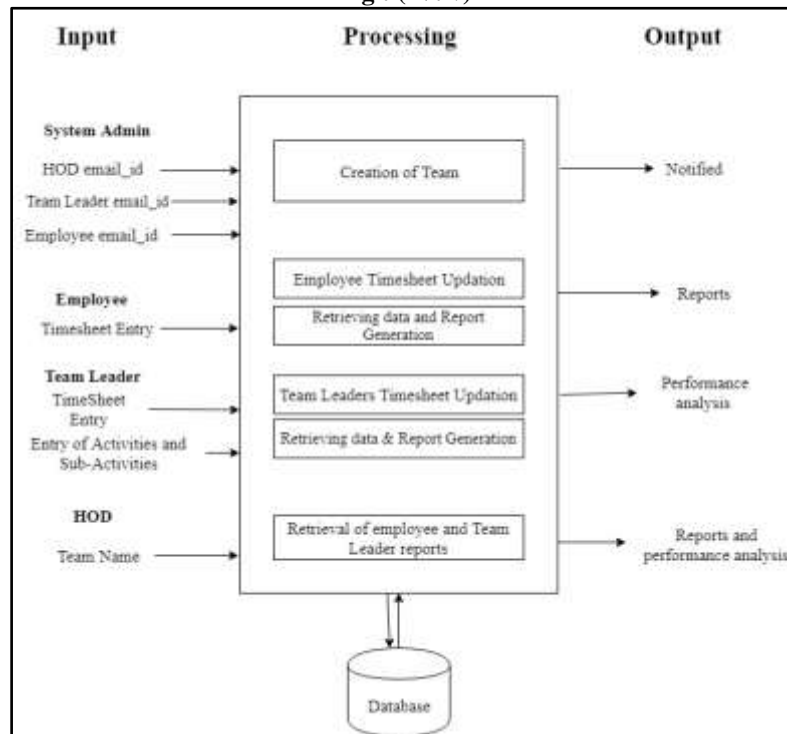 Input Processing Output
System Admin
HOD email_id
Team Leader email_id
Employee email_id
Creation of Team
Notified
Employee Timesheet Updation
Reports
Employee
Timesheet Entry
Retrieving data and Report
Generation
Team Leader
TimeSheet
Entry
Entry of Activities and
Sub-Activities
Team Leaders Timesheet Updation
Retrieving data & Report Generation
Performance
analysis
HOD
Team Name
Retrieval of employee and Team
Leader reports
Reports and
performance analysis
Database